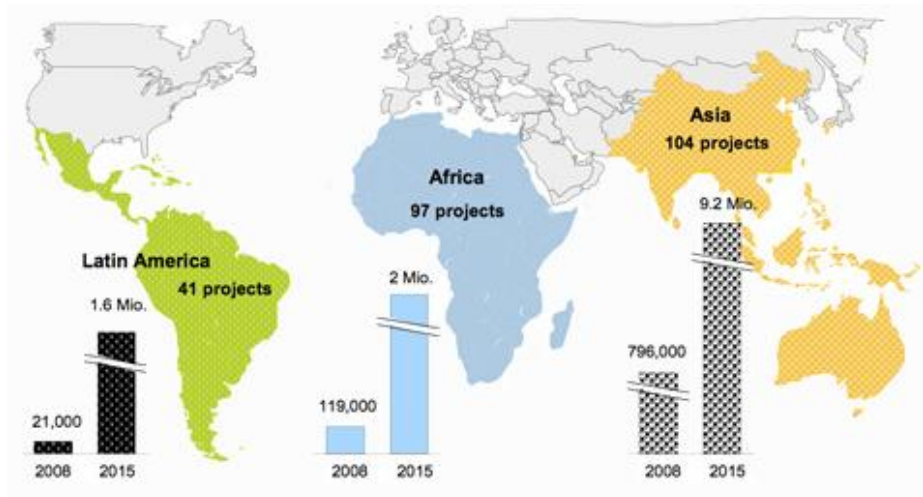 Latin America
41 projects
1.6 Mio.
21,000
2008 2015
Africa
97 projects
2 Mio.
119,000
2008 2015
Asia
104 projects
9.2 Mio.
796,000
2008 2015